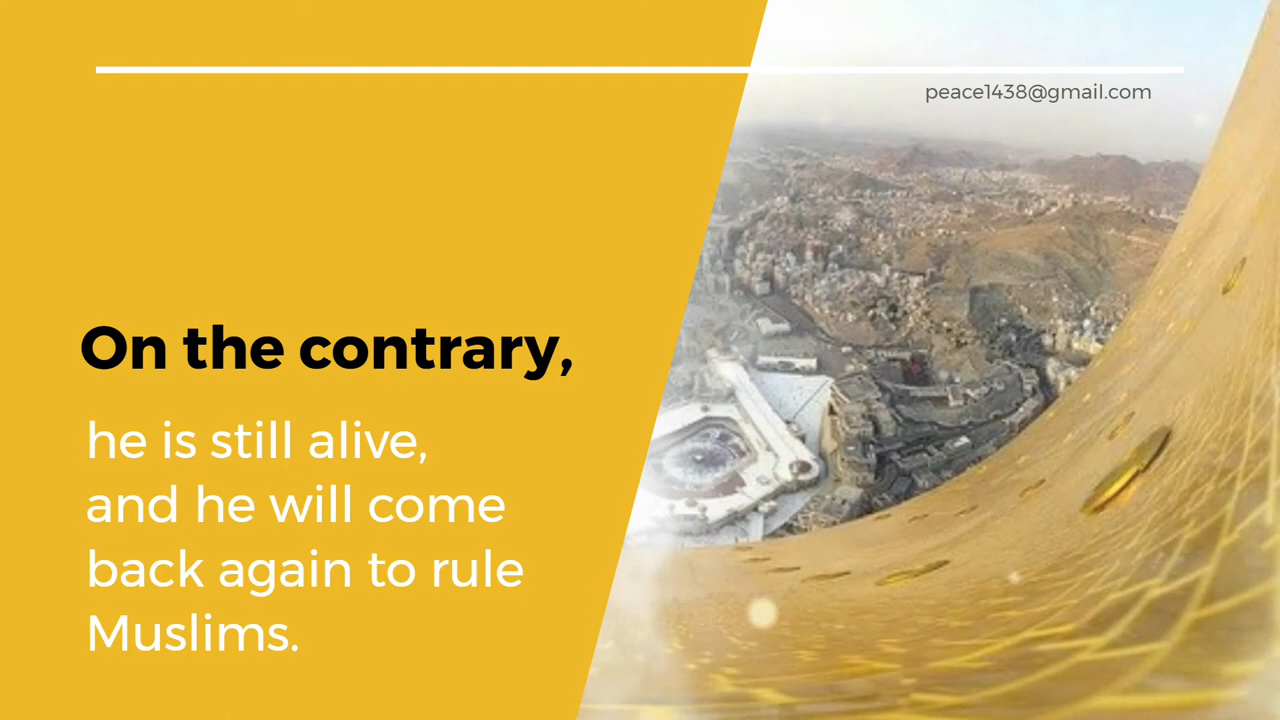 peace1438@gmail.com
On the contrary,
he is still alive,
and he will come
back again to rule
Muslims.